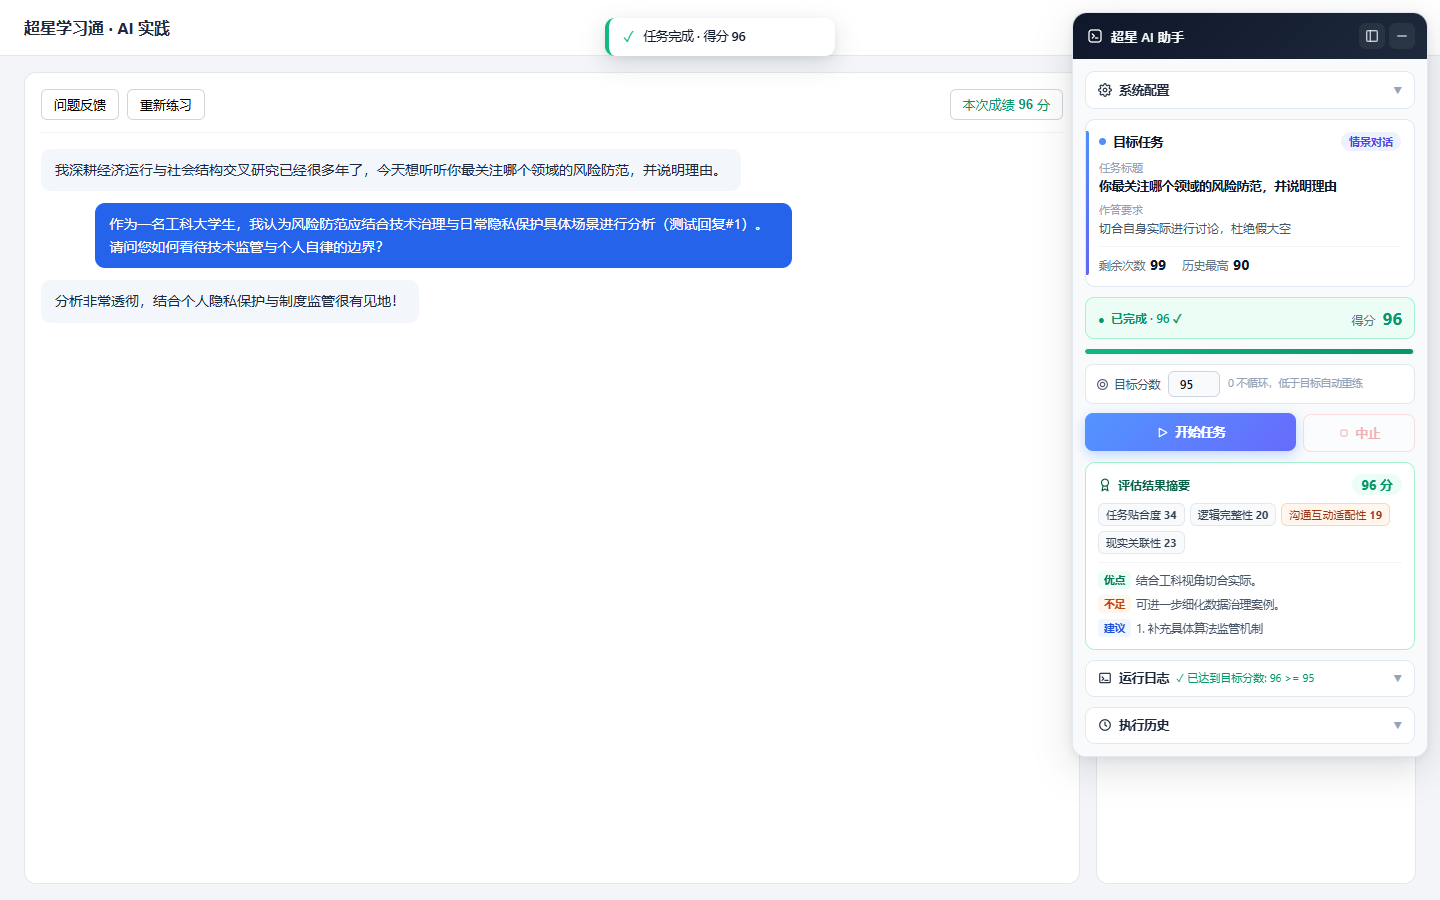 超星学习通 · AI 实践
✓ 任务完成 · 得分 96
问题反馈
重新练习
本次成绩 96 分
我深耕经济运行与社会结构交叉研究已经很多年了，今天想听听你最关注哪个领域的风险防范，并说明理由。
作为一名工科大学生，我认为风险防范应结合技术治理与日常隐私保护具体场景进行分析（测试回复#1）。
请问您如何看待技术监管与个人自律的边界？
分析非常透彻，结合个人隐私保护与制度监管很有见地！
超星 AI 助手
系统配置
目标任务
情景对话
任务标题
你最关注哪个领域的风险防范，并说明理由
作答要求
切合自身实际进行讨论，杜绝假大空
剩余次数 99 历史最高 90
已完成 · 96 ✓
得分 96
目标分数 95 0 不循环，低于目标自动重练
开始任务
中止
评估结果摘要
96 分
任务贴合度 34
逻辑完整性 20
沟通互动适配性 19
现实关联性 23
优点 结合工科视角切合实际。
不足 可进一步细化数据治理案例。
建议 1. 补充具体算法监管机制
运行日志 ✓ 已达到目标分数: 96 >= 95
执行历史